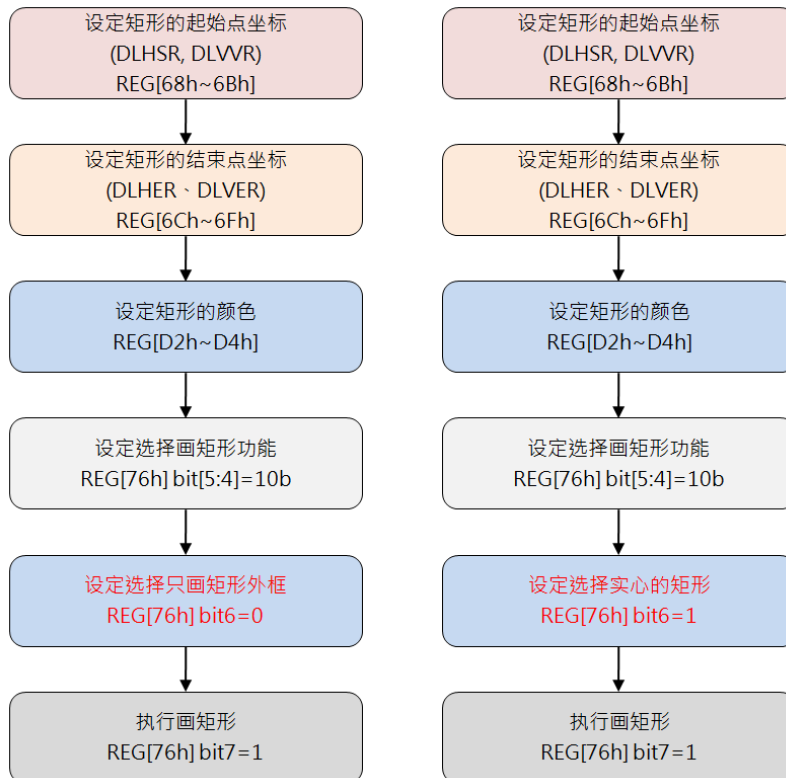 设定矩形的起始点坐标
(DLHSR, DLVVR)
REG[68h~6Bh]
设定矩形的结束点坐标
(DLHER、DLVER)
REG[6Ch~6Fh]
设定矩形的颜色
REG[D2h~D4h]
设定选择画矩形功能
REG[76h] bit[5:4]=10b
设定選择只画矩形外框
REG[76h] bit6=0
执行画矩形
REG[76h] bit7=1
设定矩形的起始点坐标
(DLHSR, DLVVR)
REG[68h~6Bh]
设定矩形的结束点坐标
(DLHER、DLVER)
REG[6Ch~6Fh]
设定矩形的颜色
REG[D2h~D4h]
设定选择画矩形功能
REG[76h] bit[5:4]=10b
设定選择实心的矩形
REG[76h] bit6=1
执行画矩形
REG[76h] bit7=1